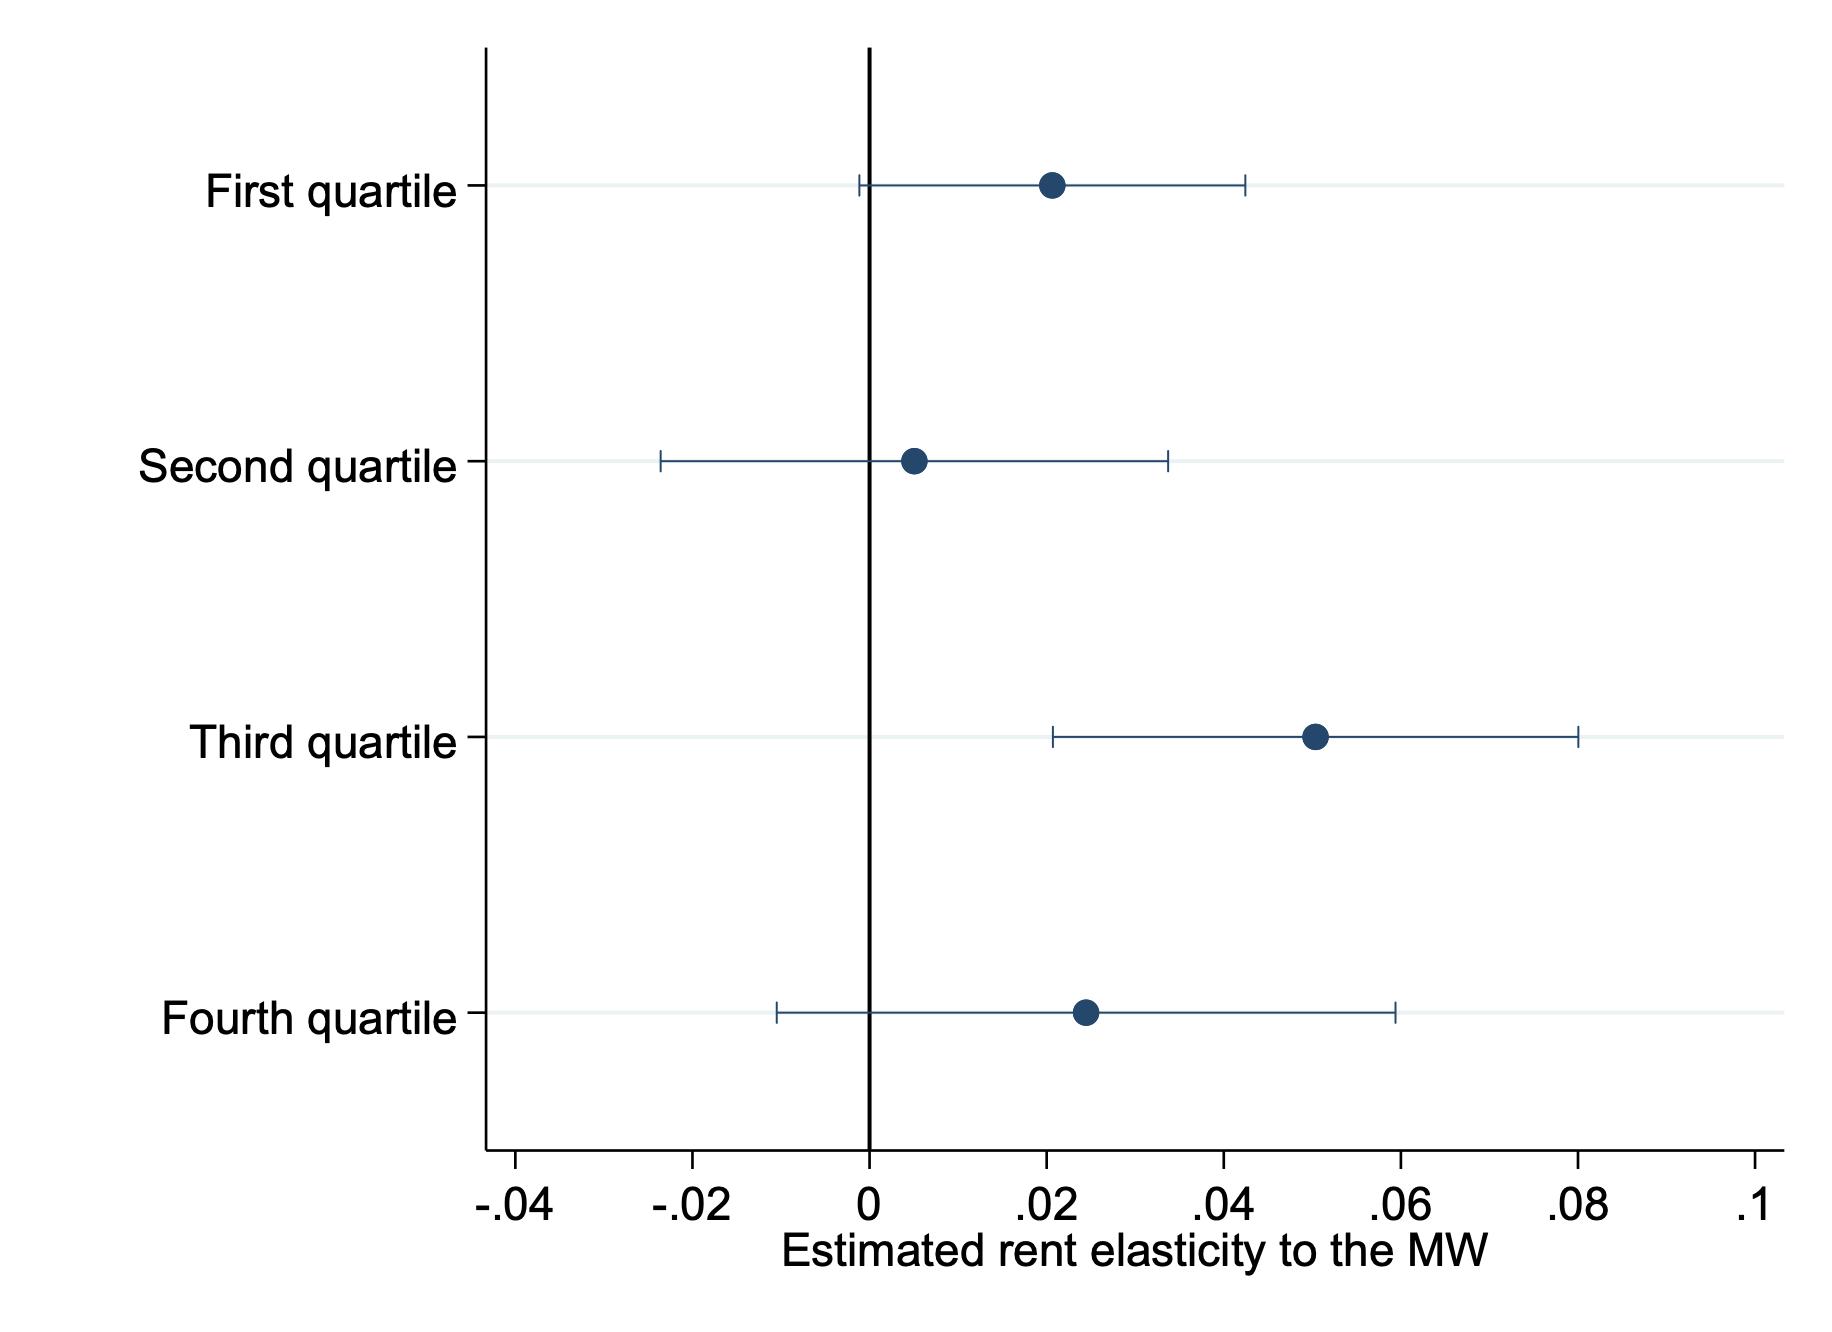 First quartile
Second quartile
Third quartile
Fourth quartile
-.04 -.02 0 .02 .04 .06 .08 .1
Estimated rent elasticity to the MW